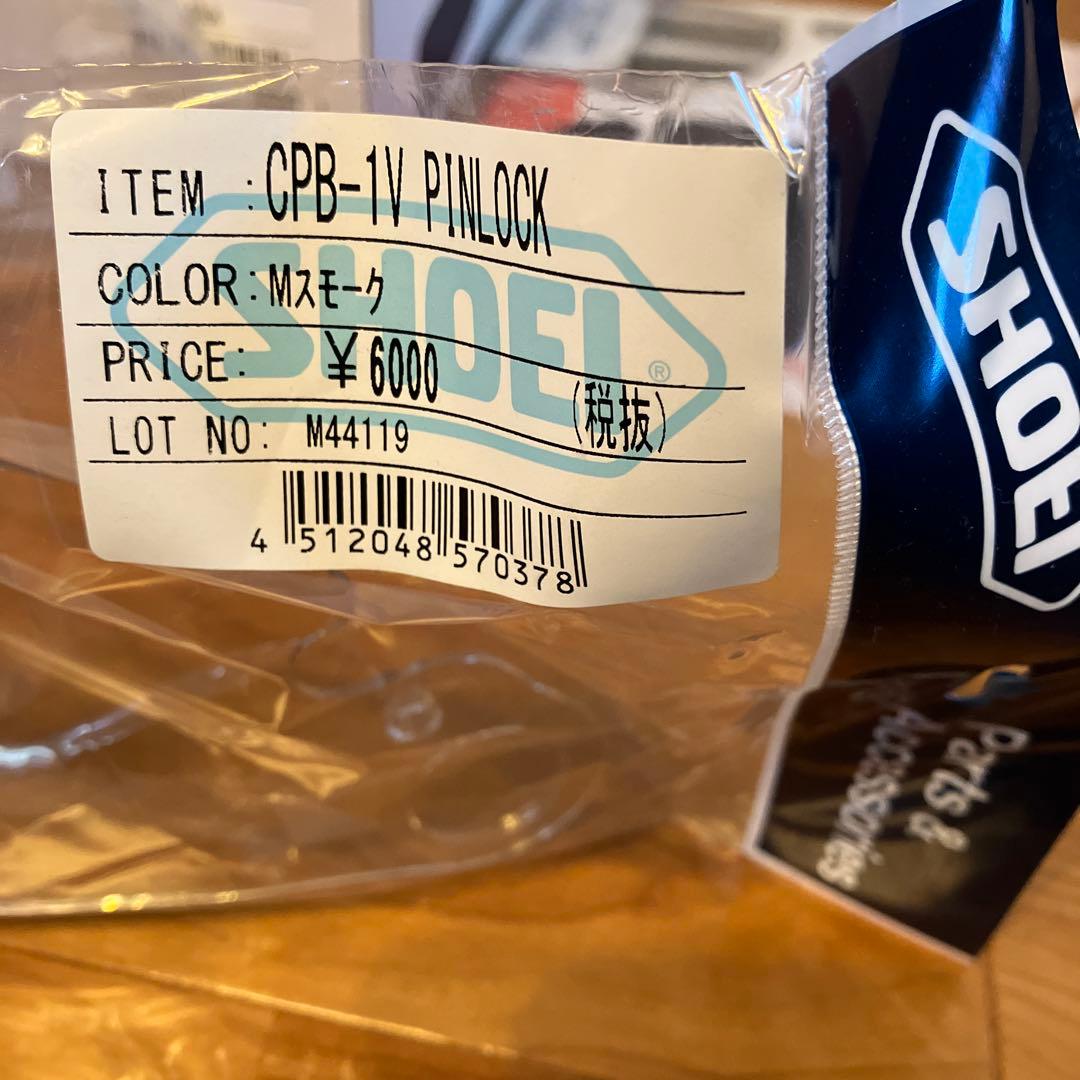 ITEM :CPB-1V PINLOCK
COLOR:Mスモーク
PRICE: ¥6000
(税抜)
LOT NO: M44119
SHOEI®
4 512048 570378
SHOEI
Parts &
Accessories